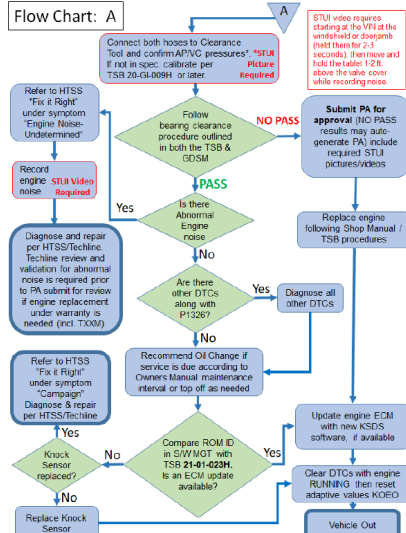 Flow Chart: A
A
Connect both hoses to Clearance
Tool and confirm AP/VC pressures*. *STUI
If not in spec. calibrate per Picture
TSB 20-GI-009H or later. Required
STUI video requires
starting at the VIN at the
windshield or doorjamb
(held there for 2-3
seconds), then move and
hold the tablet 1-2 ft.
above the valve cover
while recording noise.
Refer to HTSS
"Fix it Right"
under symptom
"Engine Noise-
Undetermined"
Follow
bearing clearance
procedure outlined
in both the TSB &
GDSM
NO PASS
Submit PA for
approval (NO PASS
results may auto-
generate PA) include
required STUI
pictures/videos
Record
engine
noise
STUI Video
Required
PASS
Yes
Is there
Abnormal
Engine
noise
No
Diagnose and repair
per HTSS/Techline.
Techline review and
validation for abnormal
noise is required prior
to PA submit for review
if engine replacement
under warranty is
needed (incl. TXXM)
Replace engine
following Shop Manual /
TSB procedures
Are there
other DTCs
along with
P1326?
Yes
Diagnose all
other DTCs
No
Recommend Oil Change if
service is due according to
Owners Manual maintenance
interval or top off as needed
Refer to HTSS
"Fix it Right"
under symptom
"Campaign"
Diagnose & repair
per HTSS/Techline
Yes
Knock
Sensor
replaced?
No
Compare ROM ID
in S/W MGT with
TSB 21-01-023H.
Is an ECM update
available?
Yes
Update engine ECM
with new KSDS
software, if available
No
Replace Knock
Sensor
Clear DTCs with engine
RUNNING then reset
adaptive values KOEO
Vehicle Out